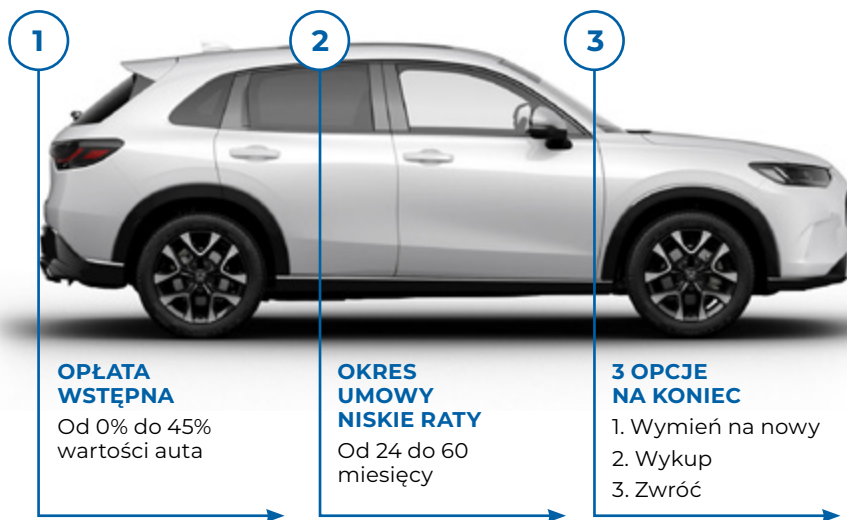 1
2
3
OPŁATA
WSTĘPNA
Od 0% do 45%
wartości auta
OKRES
UMOWY
NISKIE RATY
Od 24 do 60
miesięcy
3 OPCJE
NA KONIEC
1. Wymień na nowy
2. Wykup
3. Zwróć